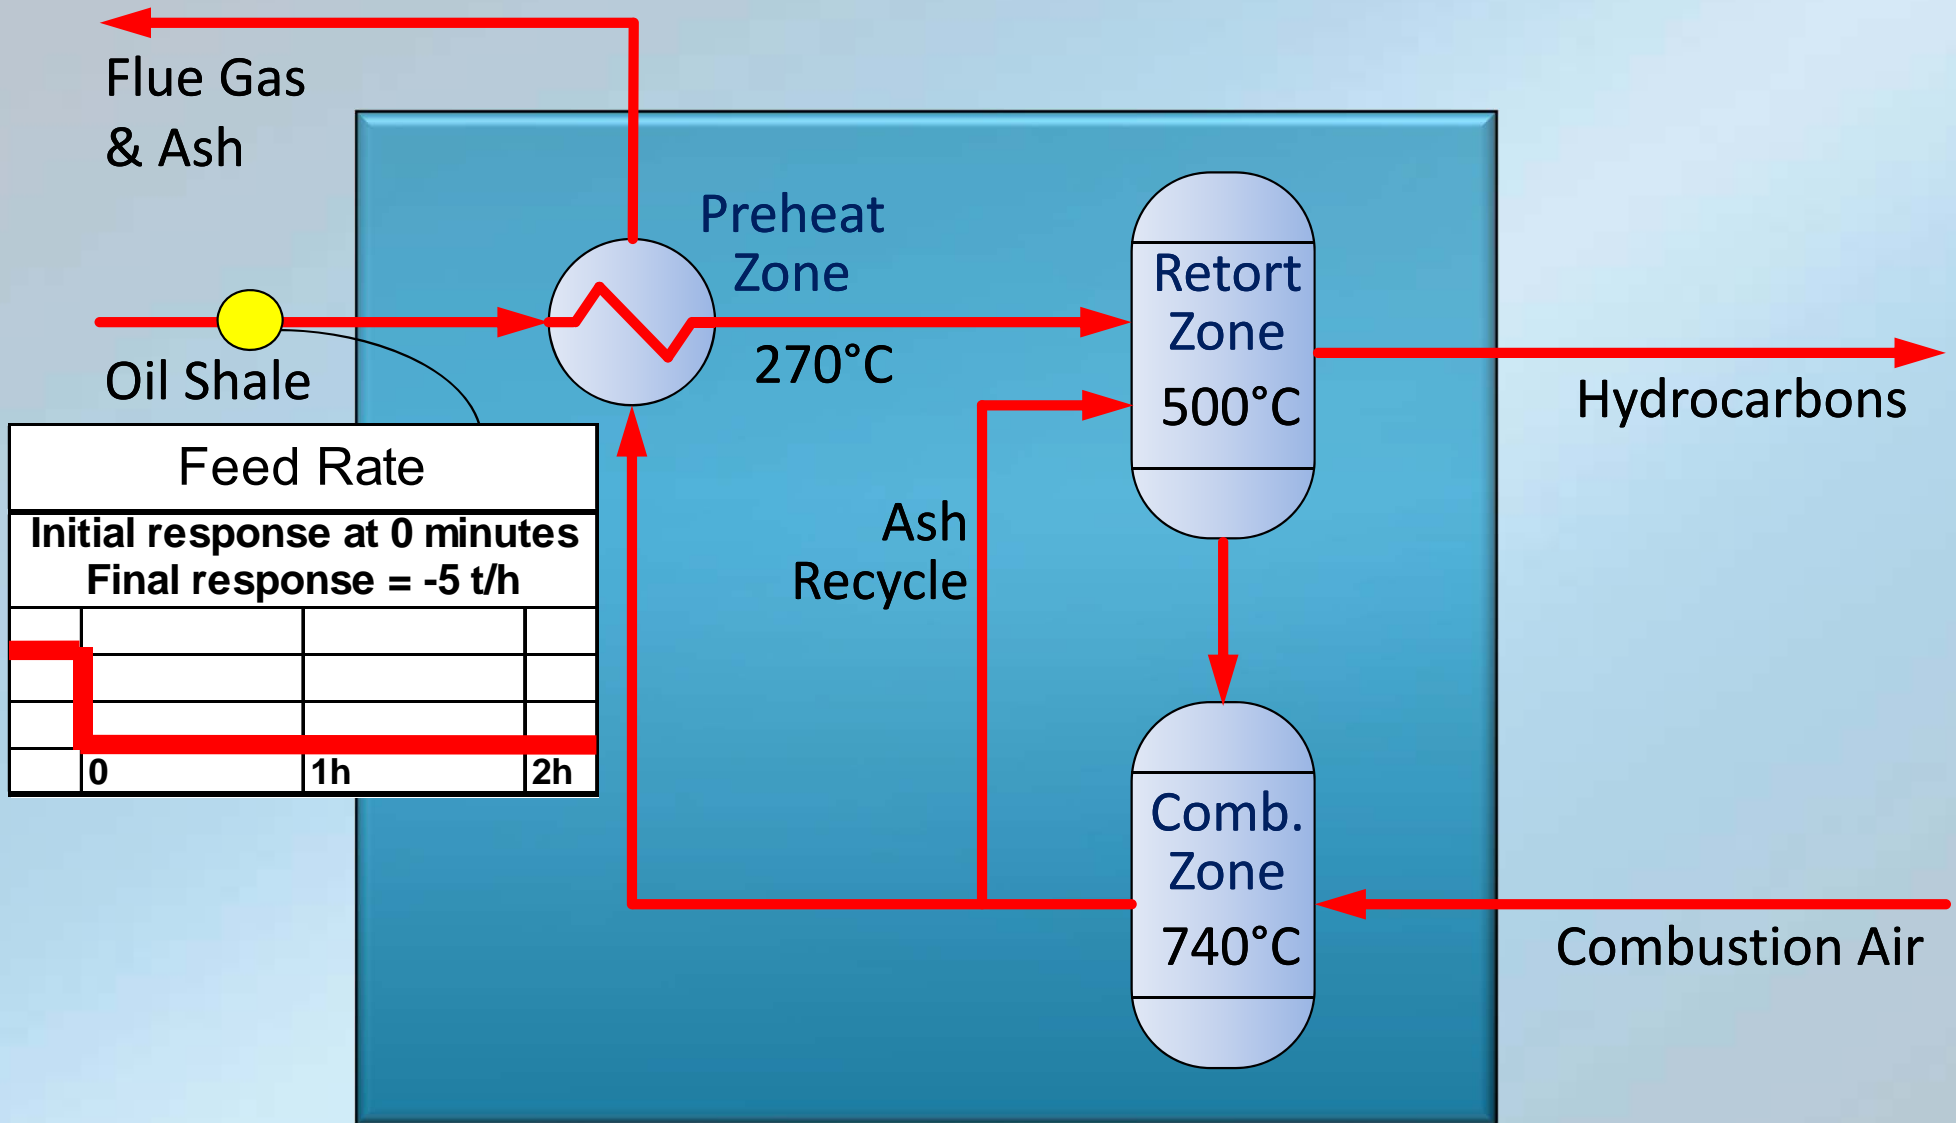 Flue Gas
& Ash
Preheat
Zone
270°C
Oil Shale
Retort
Zone
500°C
Hydrocarbons
Feed Rate
Initial response at 0 minutes
Final response = -5 t/h
0
1h
2h
Ash
Recycle
Comb.
Zone
740°C
Combustion Air